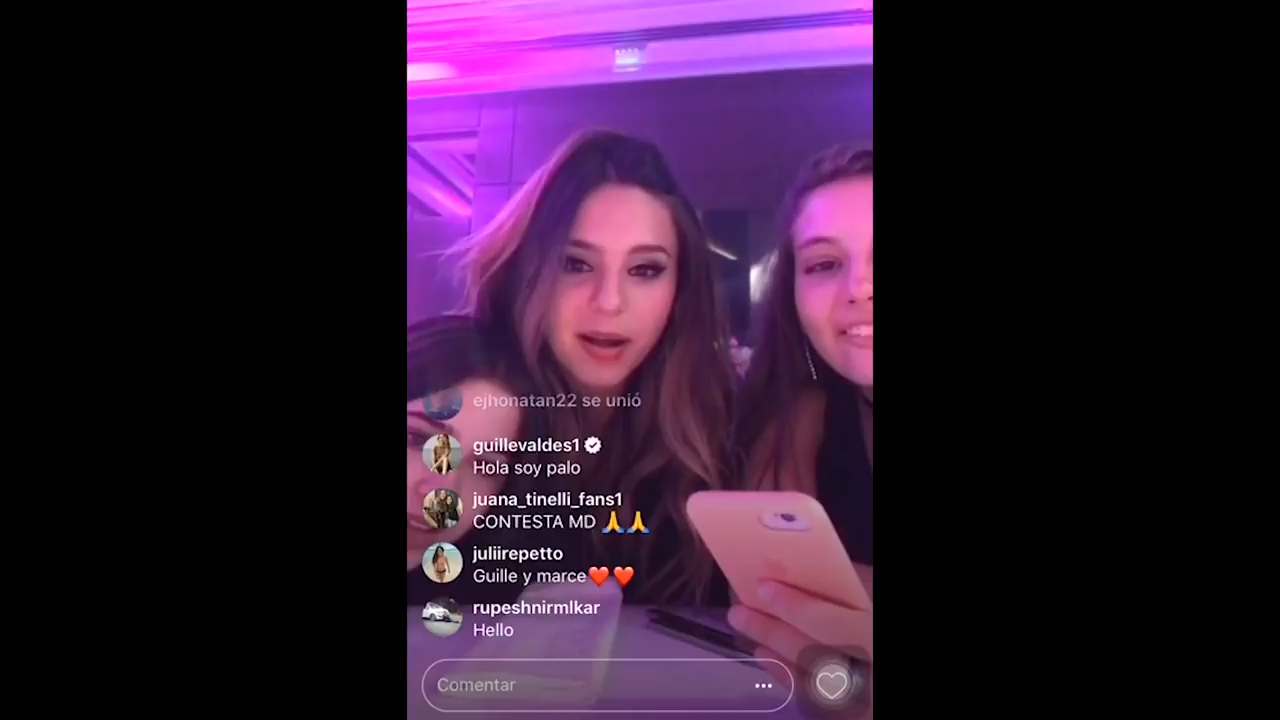 ejhonatan22 se unió
guillevaldes1
Hola soy palo
juana_tinelli_fans1
CONTESTA MD 🙏🙏
juliirepetto
Guille y marce❤️❤️
rupeshnirmlkar
Hello
Comentar